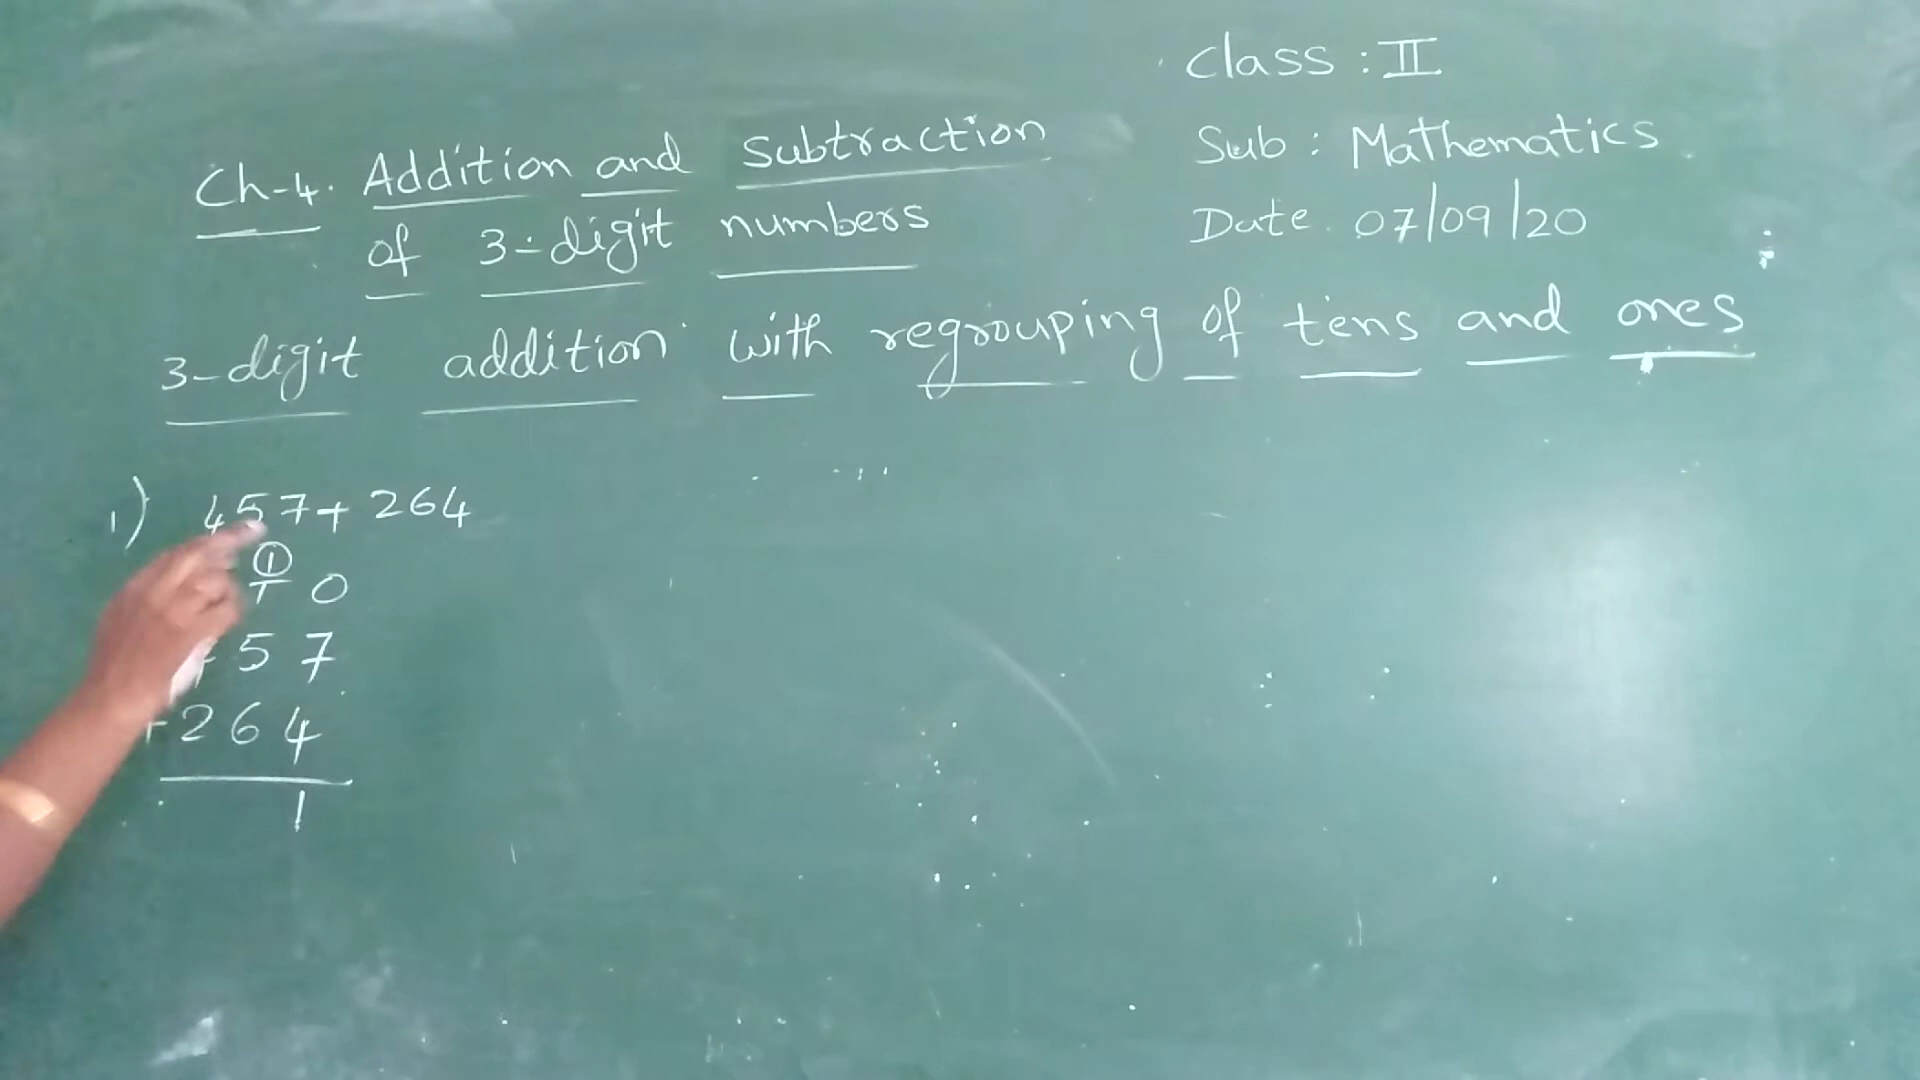 Class : II
Sub : Mathematics
Date. 07/09/20
Ch-4. Addition and Subtraction
of 3-digit numbers
3-digit addition with regrouping of tens and ones
1) 457+ 264
1
T O
57
+264
1